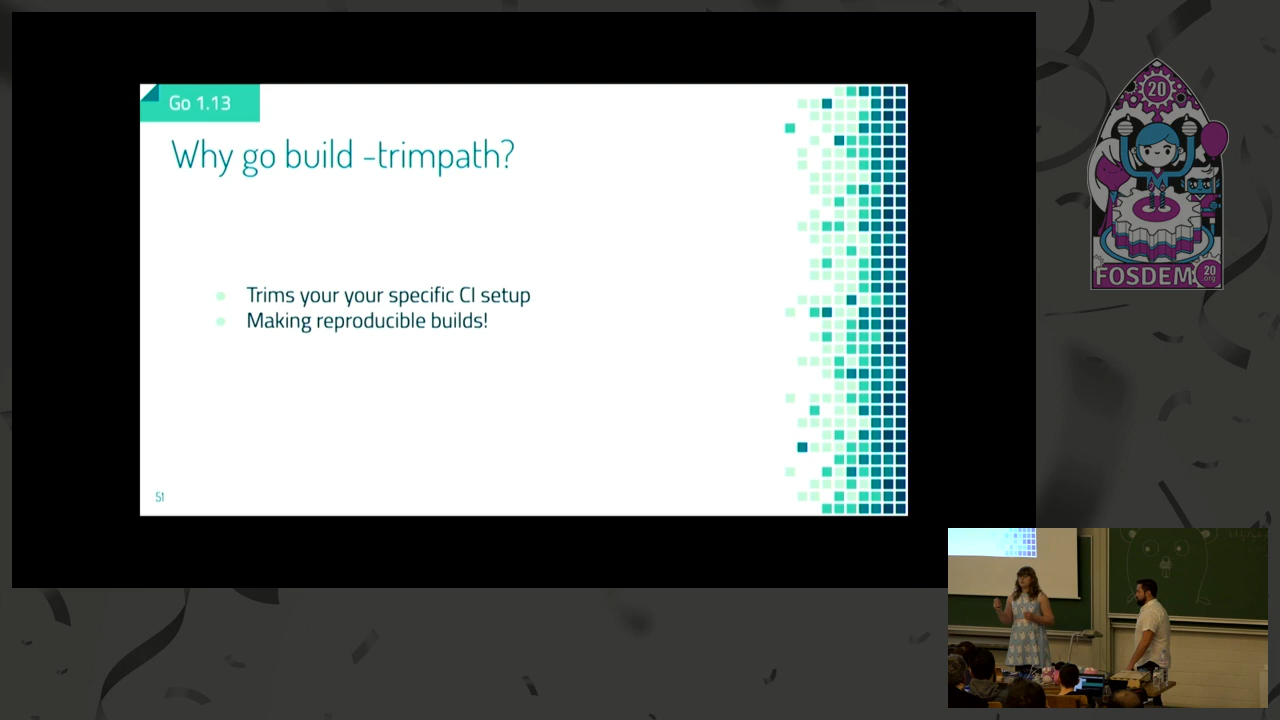 Go 1.13
Why go build -trimpath?
Trims your your specific CI setup
Making reproducible builds!
51
20
FOSDEM
20
.org